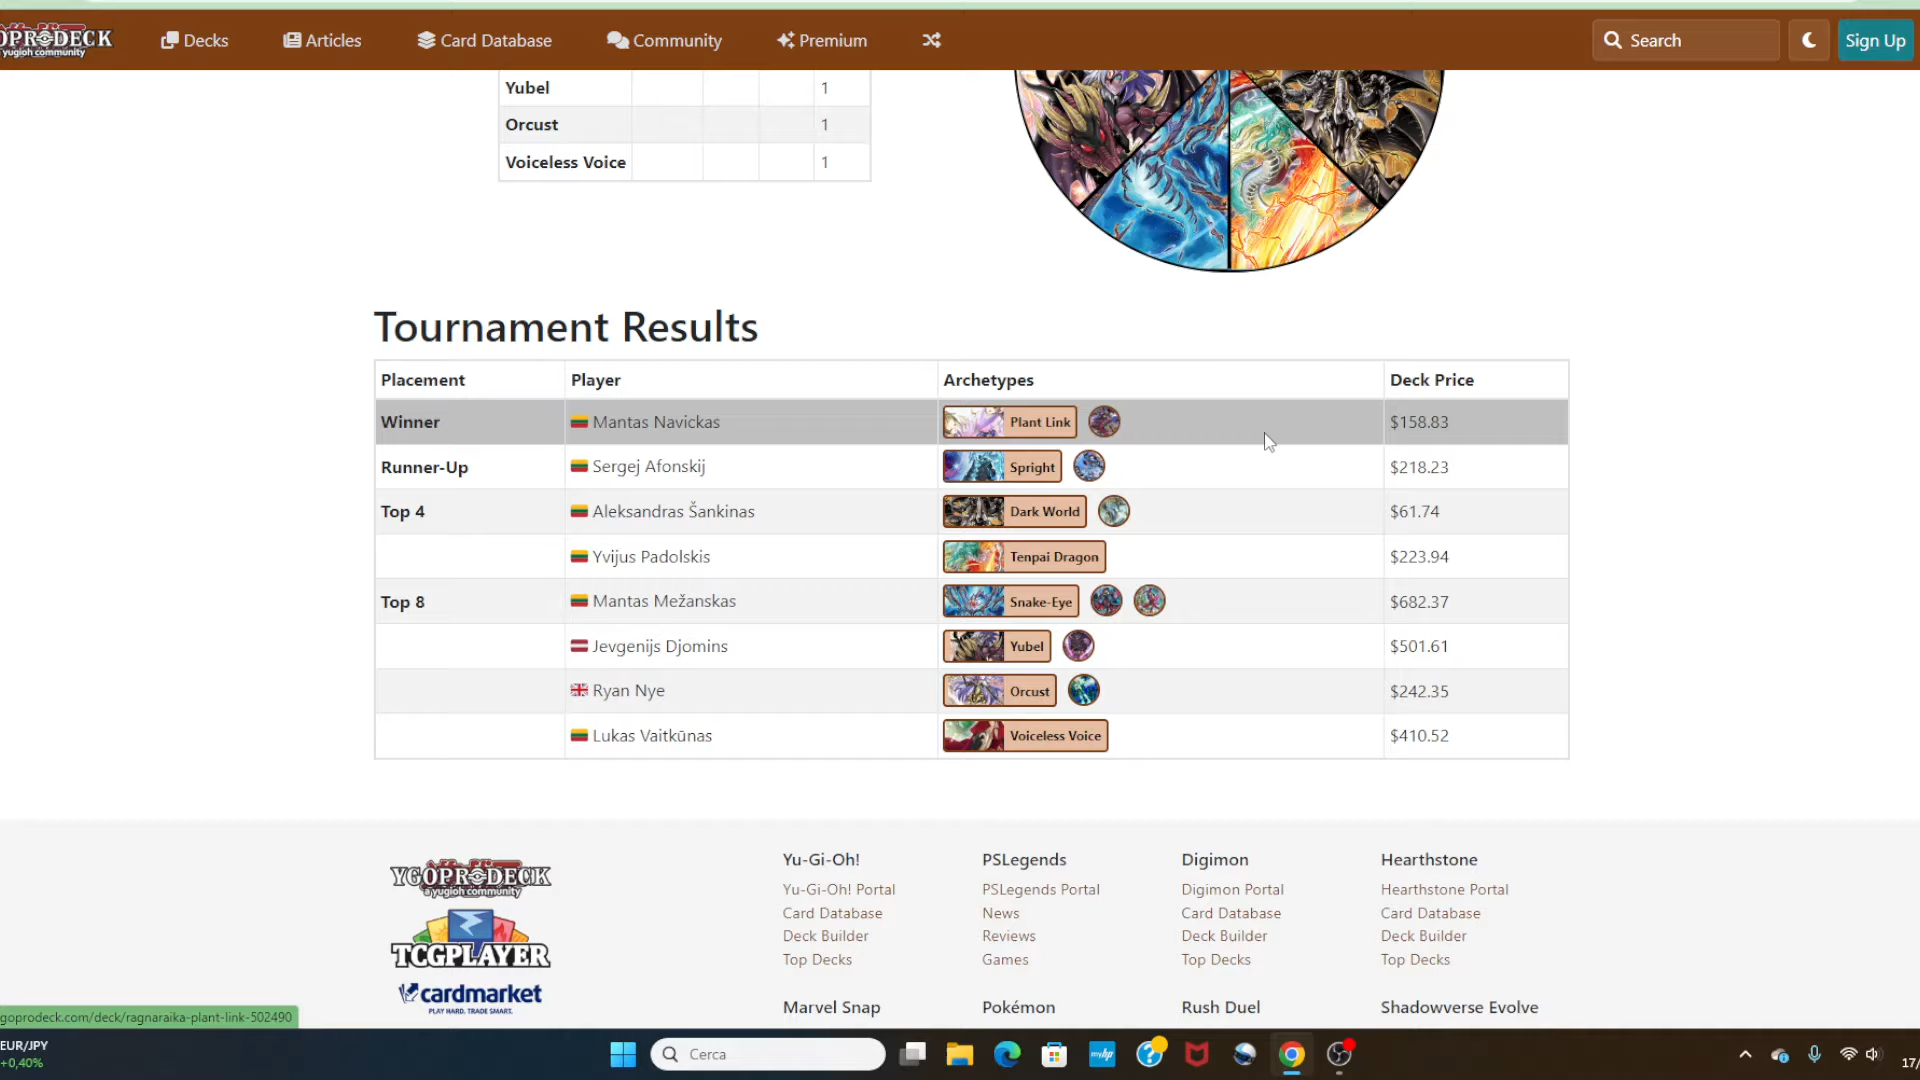 OPRODECK
yugioh community
Decks
Articles
Card Database
Community
Premium
Search
Sign Up
Yubel 1
Orcust 1
Voiceless Voice 1
Tournament Results
Placement Player Archetypes Deck Price
Winner Mantas Navickas Plant Link $158.83
Runner-Up Sergej Afonskij Spright $218.23
Top 4 Aleksandras Šankinas Dark World $61.74
Yvijus Padolskis Tenpai Dragon $223.94
Top 8 Mantas Mežanskas Snake-Eye $682.37
Jevgenijs Djomins Yubel $501.61
Ryan Nye Orcust $242.35
Lukas Vaitkūnas Voiceless Voice $410.52
YGOPRODECK
a yugioh community
TCGPLAYER
cardmarket
PLAY HARD. TRADE SMART.
Yu-Gi-Oh!
Yu-Gi-Oh! Portal
Card Database
Deck Builder
Top Decks
PSLegends
PSLegends Portal
News
Reviews
Games
Digimon
Digimon Portal
Card Database
Deck Builder
Top Decks
Hearthstone
Hearthstone Portal
Card Database
Deck Builder
Top Decks
Marvel Snap
Pokémon
Rush Duel
Shadowverse Evolve
goprodeck.com/deck/ragnaraika-plant-link-502490
EUR/JPY
+0,40%
Cerca
myhp
17/